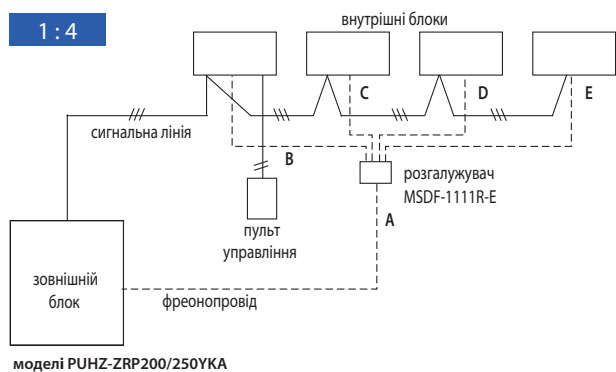 1 : 4
внутрішні блоки
C
D
E
сигнальна лінія
B
розгалужувач
MSDF-1111R-E
A
пульт
управління
зовнішній
блок
фреонопровід
моделі PUHZ-ZRP200/250YKA